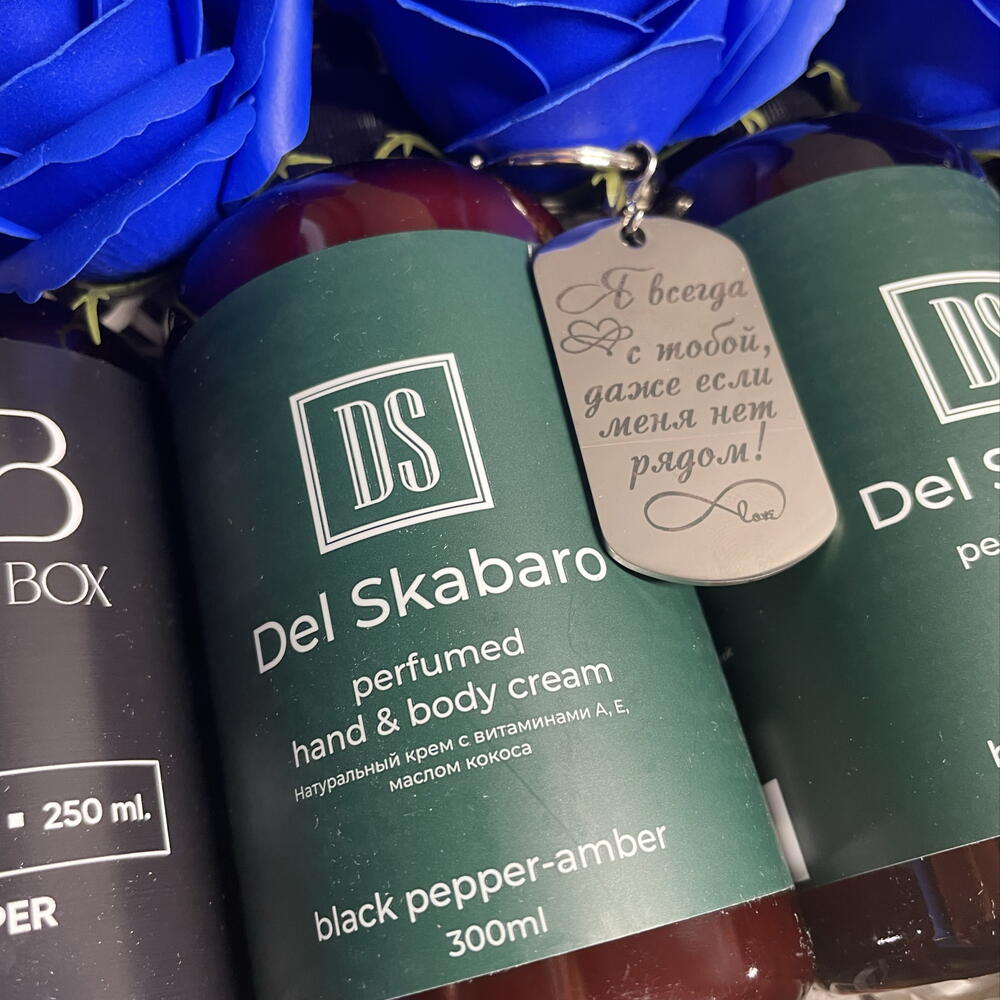 Я всегда
с тобой,
даже если
меня нет
рядом!
love
DS
Del Skabaro
perfumed
hand & body cream
Натуральный крем с витаминами А, Е,
маслом кокоса
black pepper-amber
300ml
B
BOX
▪ 250 ml.
PER
DS
Del S
pe
b